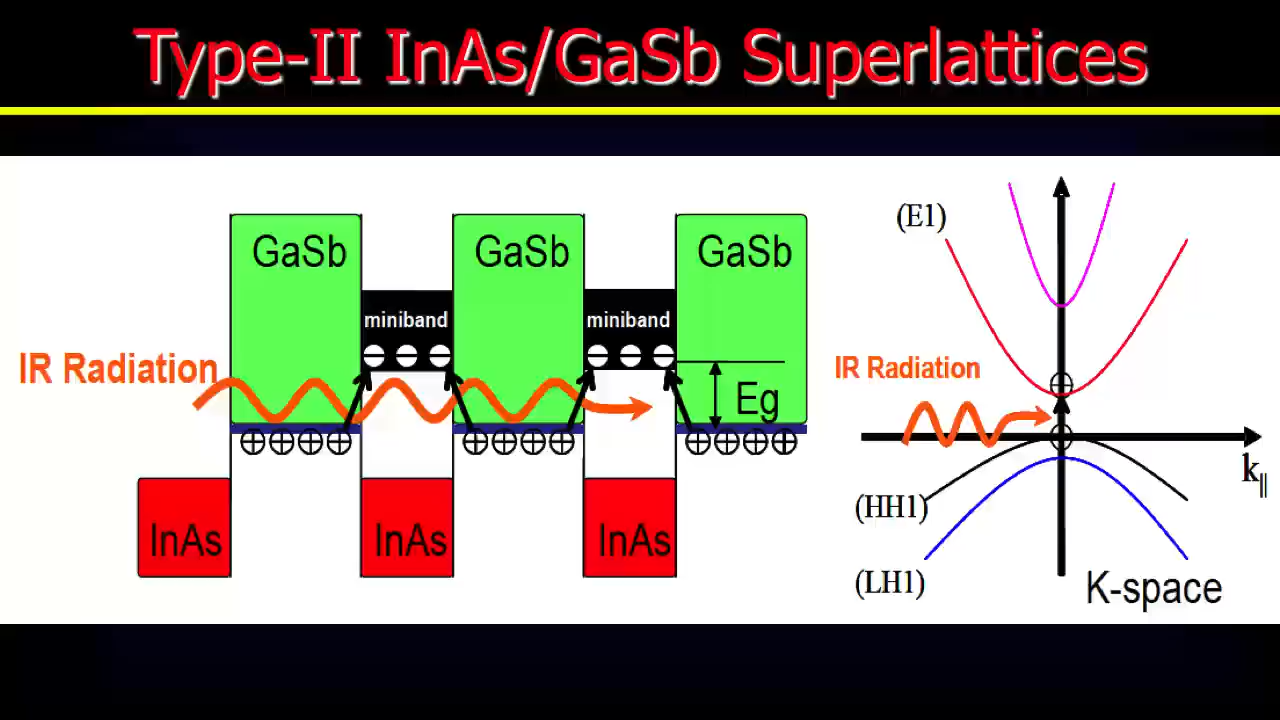 Type-II InAs/GaSb Superlattices
GaSb
GaSb
GaSb
miniband
miniband
IR Radiation
Eg
InAs
InAs
InAs
(E1)
IR Radiation
k||
(HH1)
(LH1)
K-space